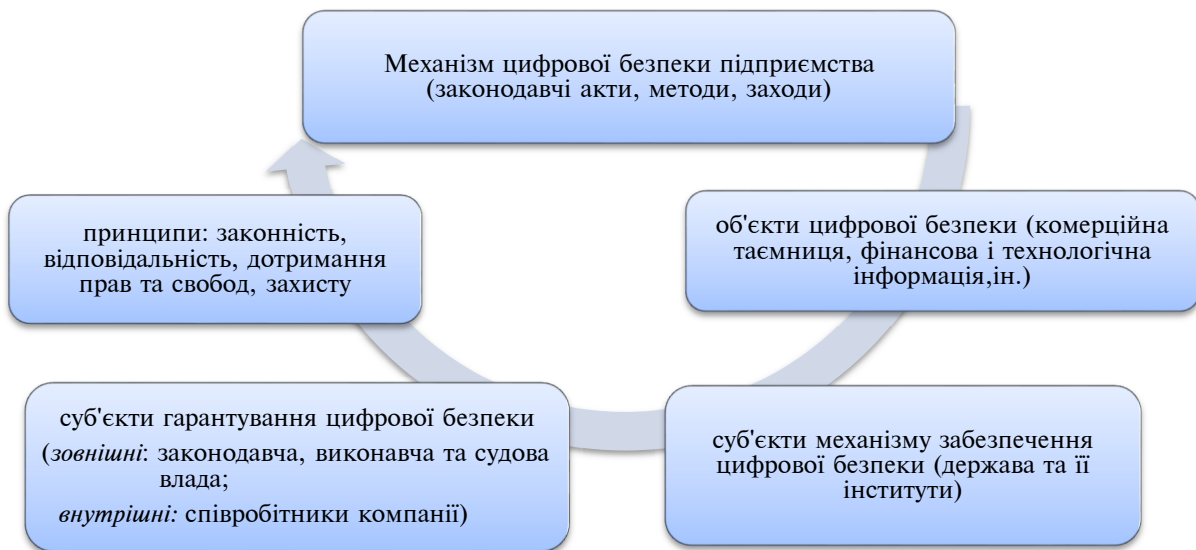 Механізм цифрової безпеки підприємства
(законодавчі акти, методи, заходи)
об'єкти цифрової безпеки (комерційна
таємниця, фінансова і технологічна
інформація,ін.)
суб'єкти механізму забезпечення
цифрової безпеки (держава та її
інститути)
суб'єкти гарантування цифрової безпеки
(зовнішні: законодавча, виконавча та судова
влада;
внутрішні: співробітники компанії)
принципи: законність,
відповідальність, дотримання
прав та свобод, захисту